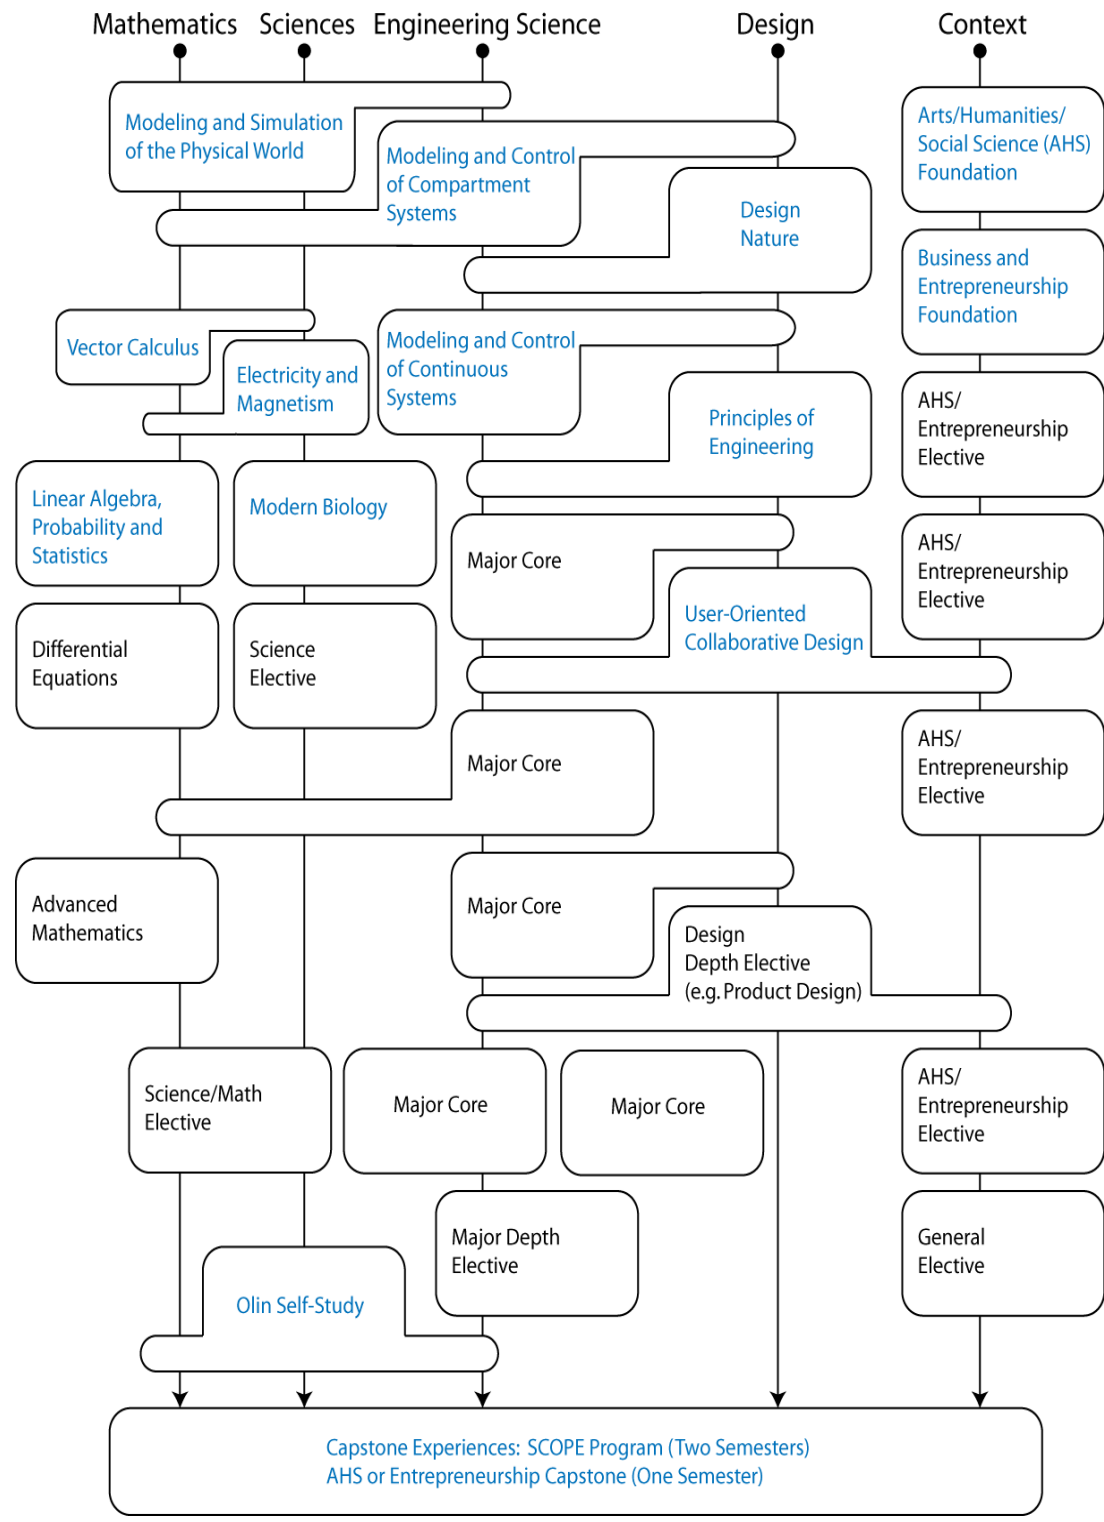 Mathematics
Sciences
Engineering Science
Design
Context
Modeling and Simulation
of the Physical World
Arts/Humanities/
Social Science (AHS)
Foundation
Modeling and Control
of Compartment
Systems
Design
Nature
Business and
Entrepreneurship
Foundation
Vector Calculus
Modeling and Control
of Continuous
Systems
Electricity and
Magnetism
AHS/
Entrepreneurship
Elective
Principles of
Engineering
Linear Algebra,
Probability and
Statistics
Modern Biology
Major Core
AHS/
Entrepreneurship
Elective
User-Oriented
Collaborative Design
Differential
Equations
Science
Elective
Major Core
AHS/
Entrepreneurship
Elective
Advanced
Mathematics
Major Core
Design
Depth Elective
(e.g. Product Design)
Science/Math
Elective
Major Core
Major Core
AHS/
Entrepreneurship
Elective
Major Depth
Elective
General
Elective
Olin Self-Study
Capstone Experiences: SCOPE Program (Two Semesters)
AHS or Entrepreneurship Capstone (One Semester)